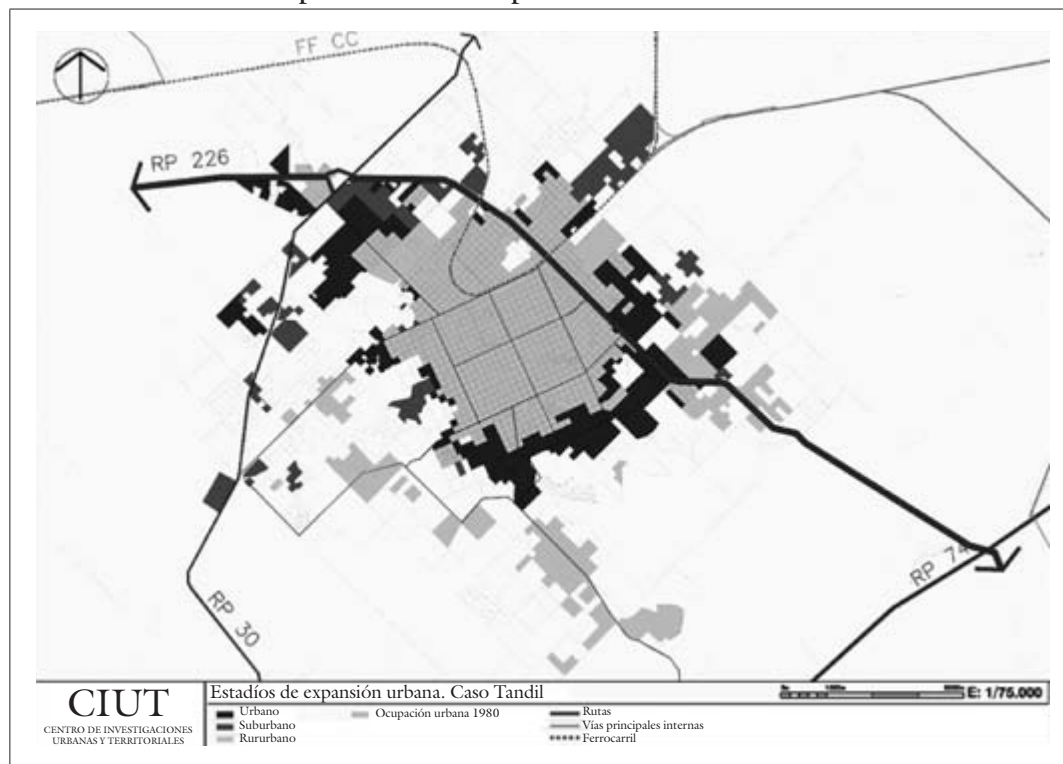 FF CC
RP 226
RP 74
RP 30
CIUT
CENTRO DE INVESTIGACIONES
URBANAS Y TERRITORIALES
Estadíos de expansión urbana. Caso Tandil
Urbano
Suburbano
Rururbano
Ocupación urbana 1980
Rutas
Vías principales internas
Ferrocarril
E: 1/75.000